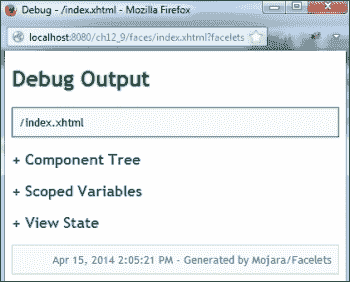 Debug - /index.xhtml - Mozilla Firefox
localhost:8080/ch12_9/faces/index.xhtml?facelets
Debug Output
/index.xhtml
+ Component Tree
+ Scoped Variables
+ View State
Apr 15, 2014 2:05:21 PM - Generated by Mojarra/Facelets